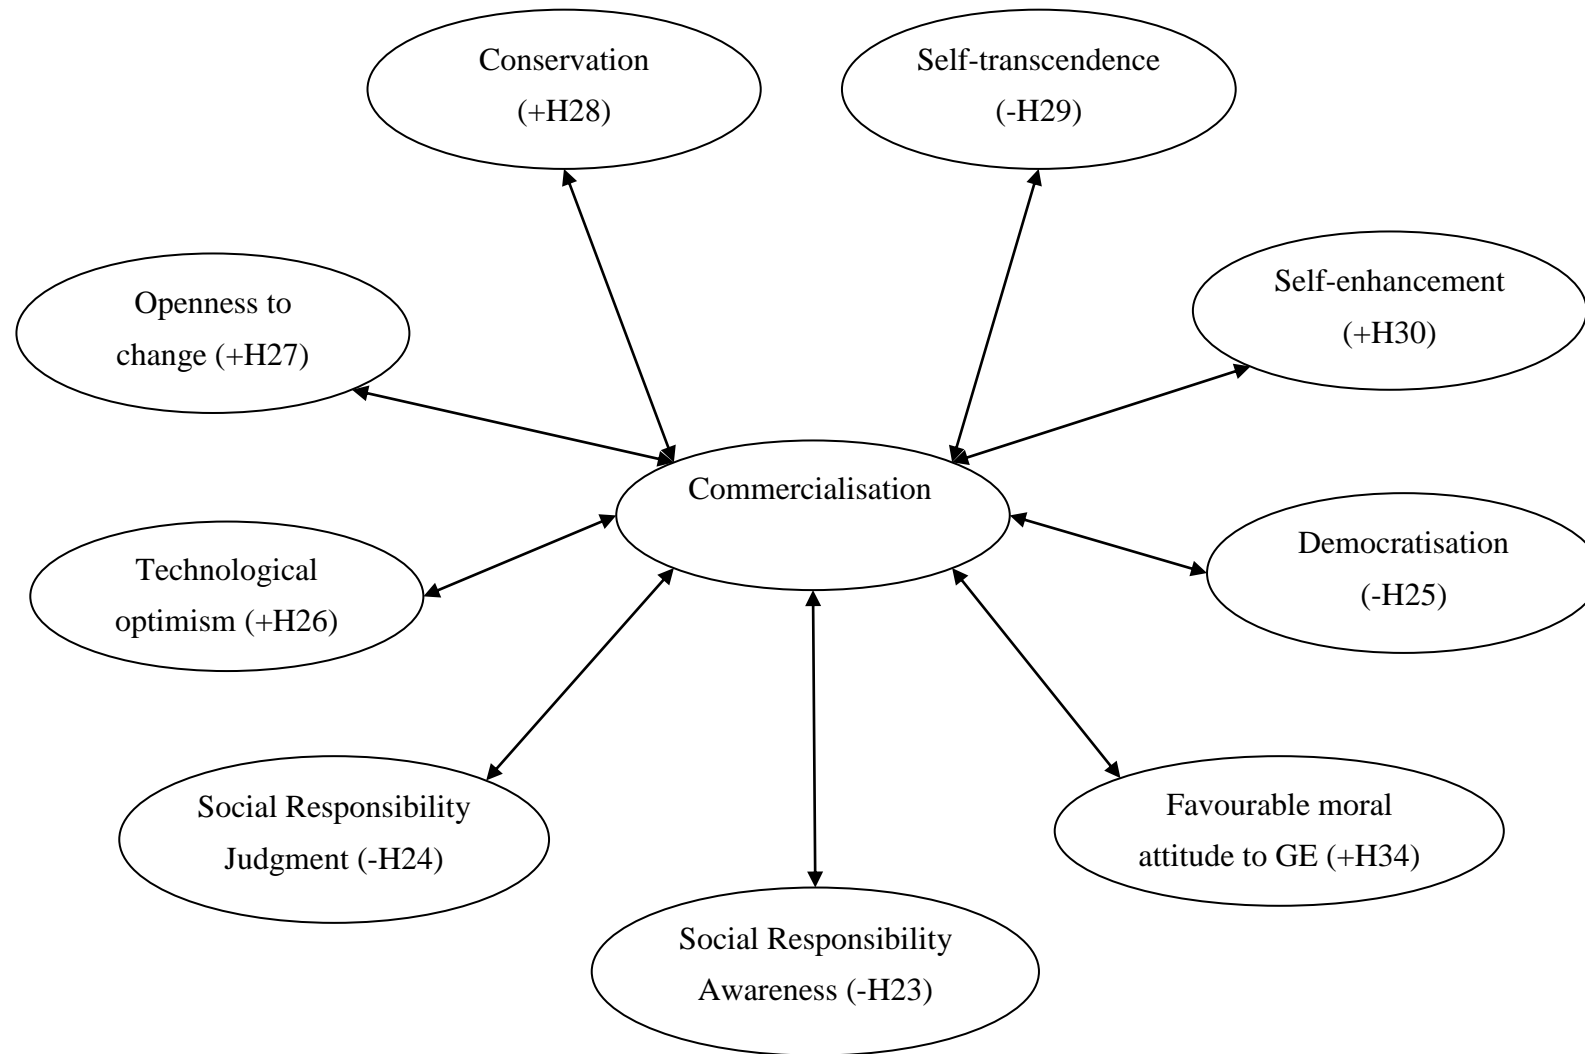 Conservation
(+H28)
Self-transcendence
(-H29)
Openness to
change (+H27)
Self-enhancement
(+H30)
Commercialisation
Technological
optimism (+H26)
Democratisation
(-H25)
Social Responsibility
Judgment (-H24)
Favourable moral
attitude to GE (+H34)
Social Responsibility
Awareness (-H23)